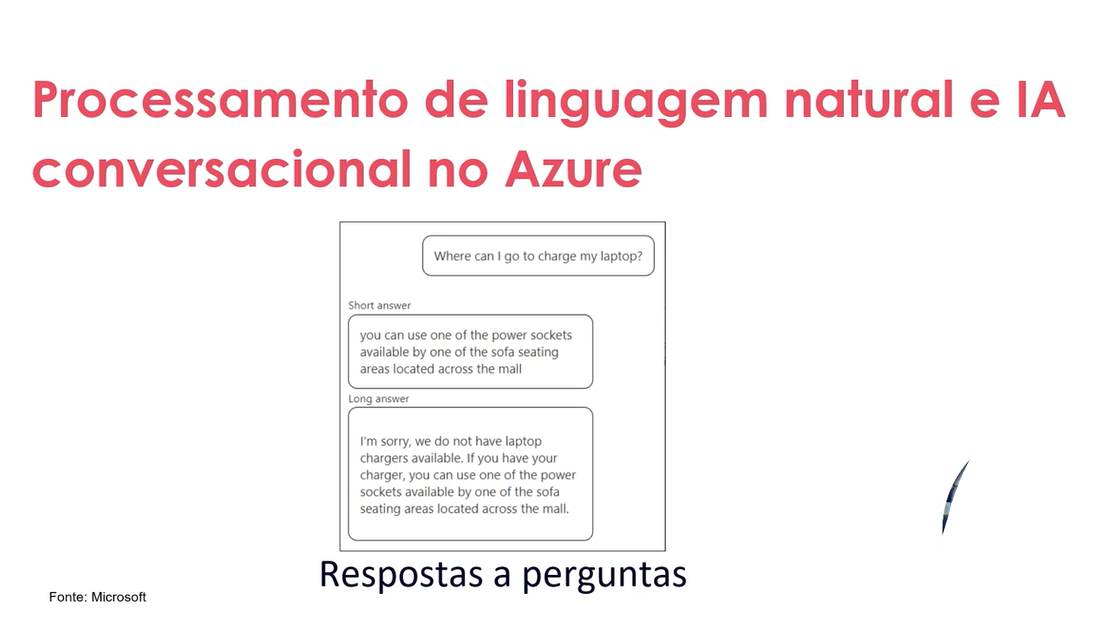 Processamento de linguagem natural e IA
conversacional no Azure
Where can I go to charge my laptop?
Short answer
you can use one of the power sockets
available by one of the sofa seating
areas located across the mall
Long answer
I'm sorry, we do not have laptop
chargers available. If you have your
charger, you can use one of the power
sockets available by one of the sofa
seating areas located across the mall.
Respostas a perguntas
Fonte: Microsoft